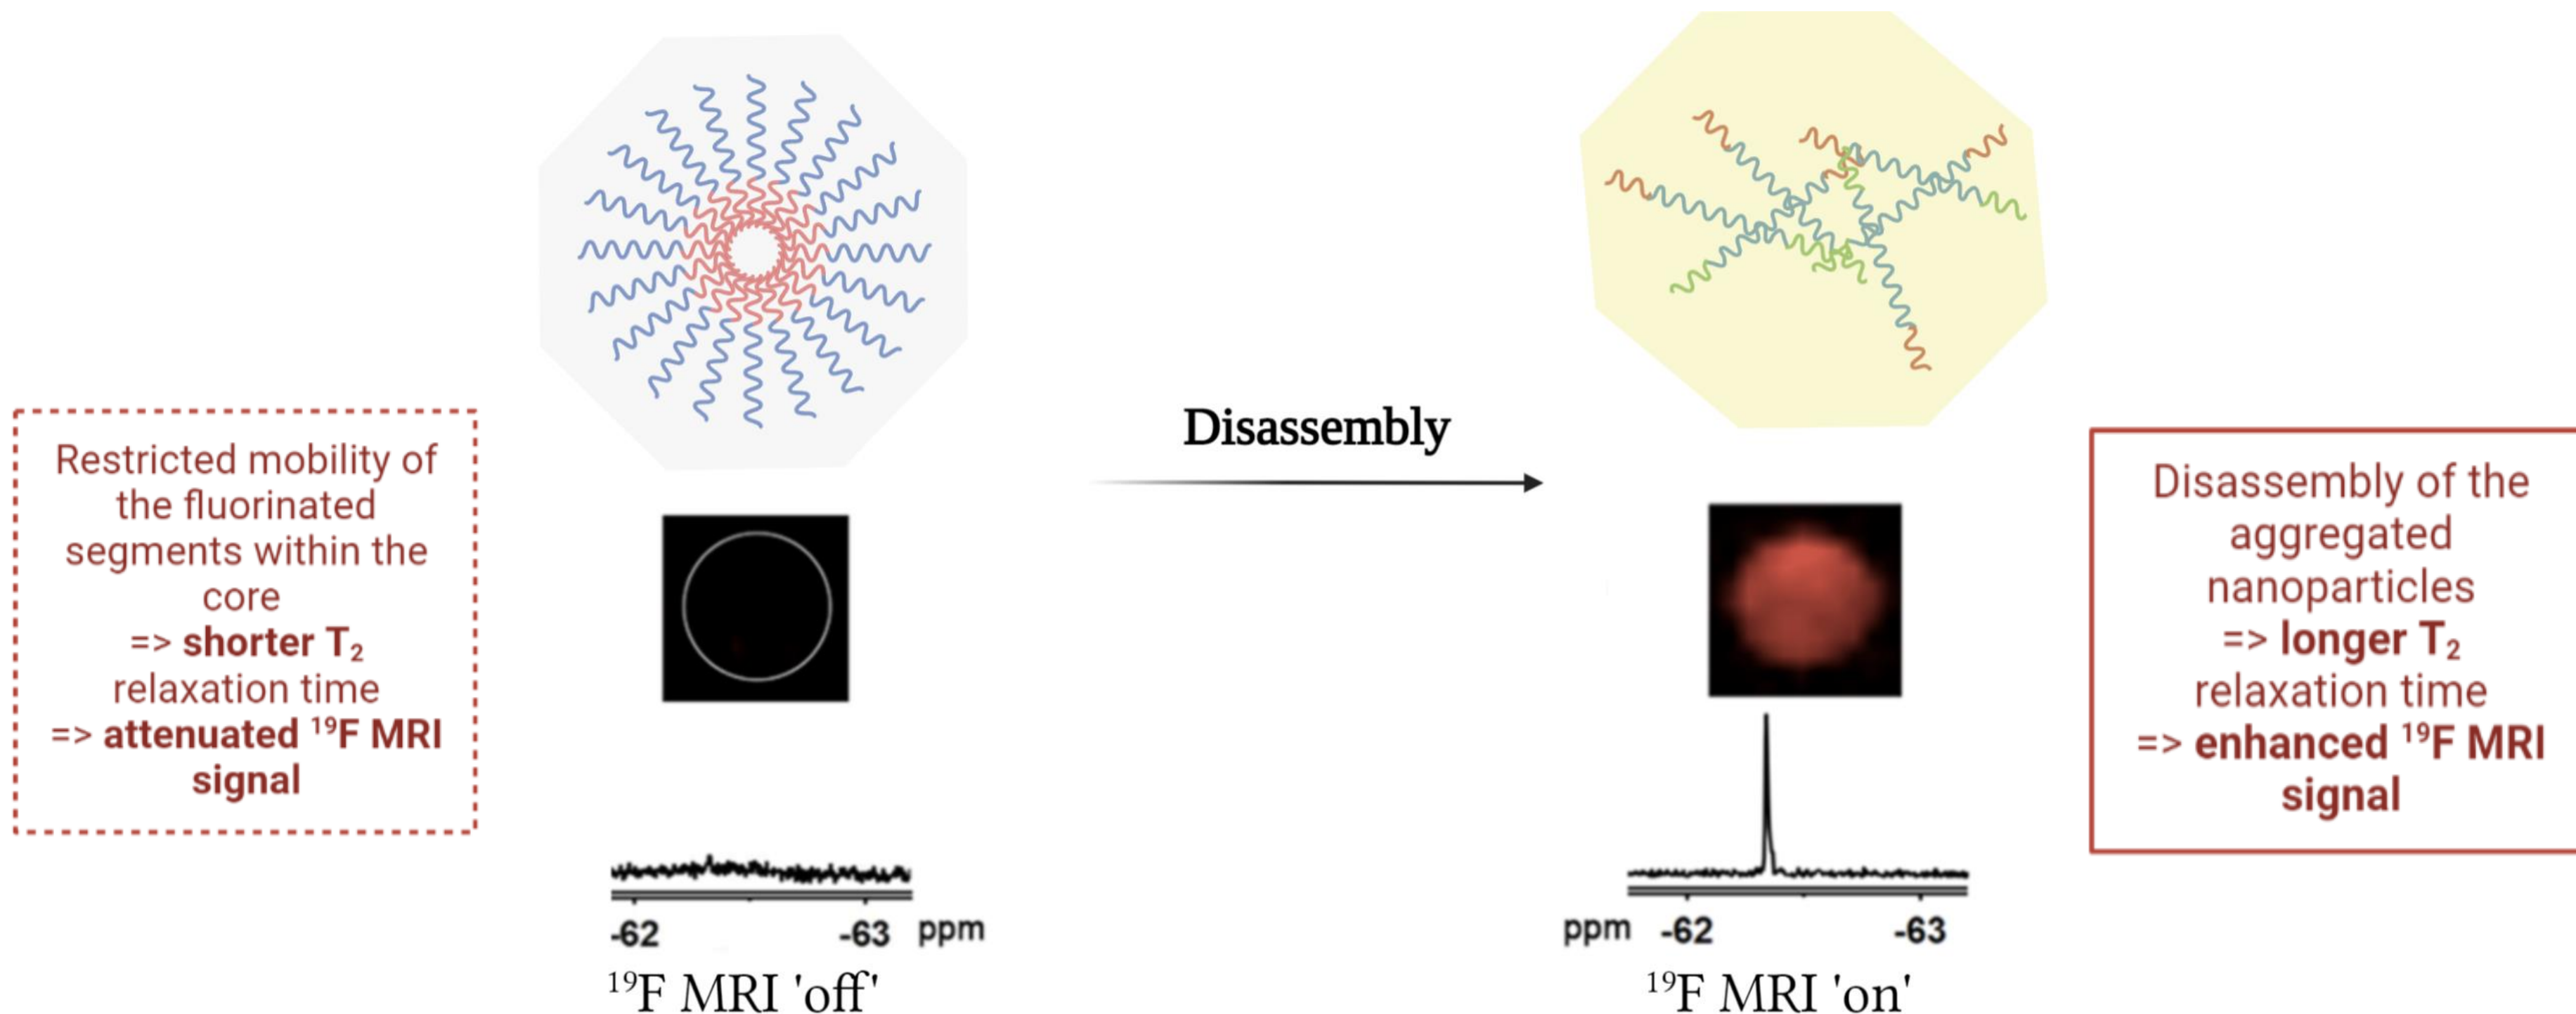 Restricted mobility of
the fluorinated
segments within the
core
=> shorter T₂
relaxation time
=> attenuated ¹⁹F MRI
signal
-62
-63
ppm
¹⁹F MRI 'off'
Disassembly
ppm
-62
-63
¹⁹F MRI 'on'
Disassembly of the
aggregated
nanoparticles
=> longer T₂
relaxation time
=> enhanced ¹⁹F MRI
signal